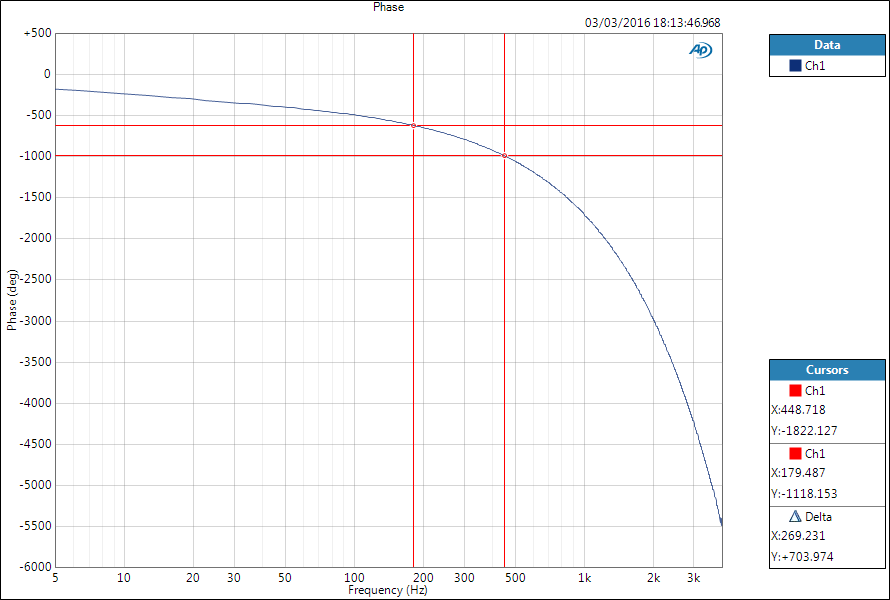 Phase
03/03/2016 18:13:46.968
AP
+500
0
-500
-1000
-1500
-2000
-2500
-3000
-3500
-4000
-4500
-5000
-5500
-6000
Phase (deg)
5 10 20 30 50 100 200 300 500 1k 2k 3k
Frequency (Hz)
Data
Ch1
Cursors
Ch1
X:448.718
Y:-1822.127
Ch1
X:179.487
Y:-1118.153
Delta
X:269.231
Y:+703.974